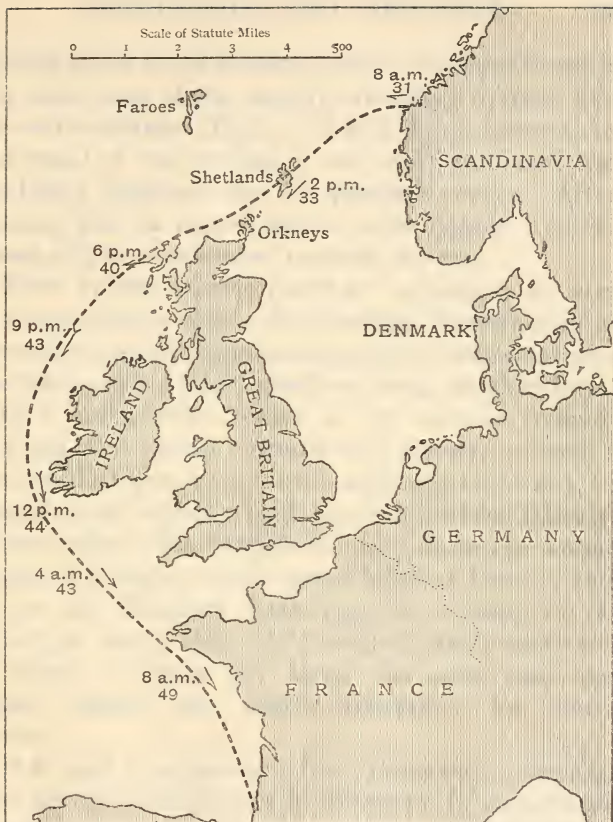 Scale of Statute Miles
0 1 2 3 4 500
8 a.m.
31
Faroes
SCANDINAVIA
Shetlands
2 p.m.
33
Orkneys
6 p.m.
40
9 p.m.
43
DENMARK
IRELAND
GREAT BRITAIN
12 p.m.
44
GERMANY
4 a.m.
43
8 a.m.
49
FRANCE